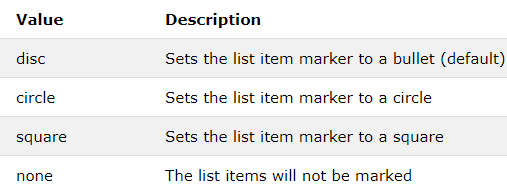 Value Description
disc Sets the list item marker to a bullet (default)
circle Sets the list item marker to a circle
square Sets the list item marker to a square
none The list items will not be marked